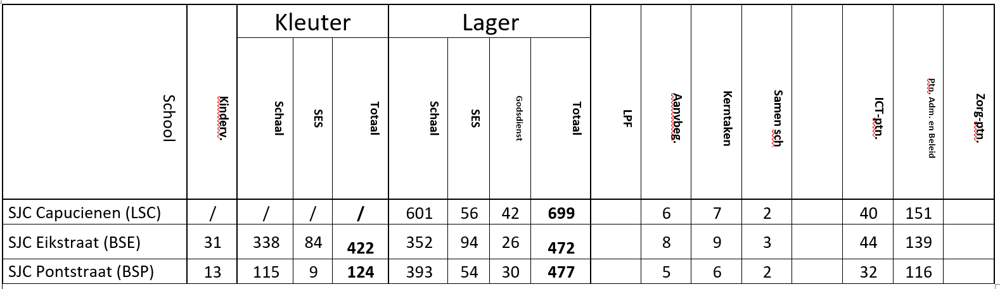 Kleuter Lager
School Kinderv. Schaal SES Totaal Schaal SES Godsdienst Totaal LPF Aanvbeg. Kerntaken Samen sch ICT-ptn. Ptn, Adm. en Beleid Zorg-ptn.
SJC Capucienen (LSC) / / / / 601 56 42 699 6 7 2 40 151
SJC Eikstraat (BSE) 31 338 84 422 352 94 26 472 8 9 3 44 139
SJC Pontstraat (BSP) 13 115 9 124 393 54 30 477 5 6 2 32 116